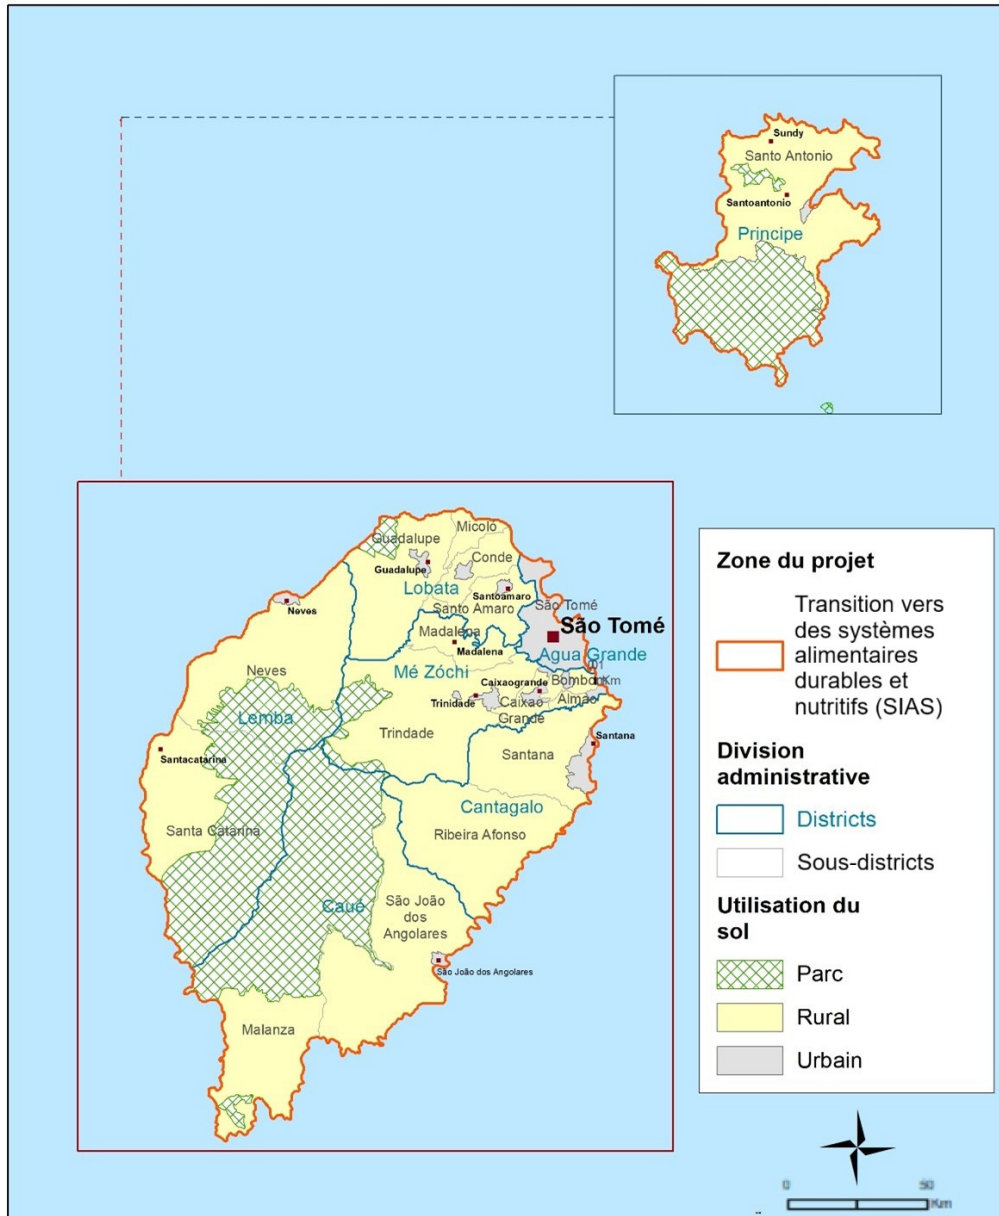 Sundy
Santo Antonio
Santoantonio
Principe
Micoló
Guadalupe
Conde
Guadalupe
Lobata
Santoamaro
Neves
Santo Amaro
São Tomé
São Tomé
Madalena
Madalena
Agua Grande
Mé Zóchi
Neves
Caixaogrande
Bombom
Km
Trinidade
Caixao
Grande
Almão
Lemba
Trindade
Santana
Santana
Santacatarina
Cantagalo
Santa Catarina
Ribeira Afonso
Caué
São João
dos
Angolares
São João dos Angolares
Malanza
Zone du projet
Transition vers
des systèmes
alimentaires
durables et
nutritifs (SIAS)
Division
administrative
Districts
Sous-districts
Utilisation du
sol
Parc
Rural
Urbain
0
50
Km